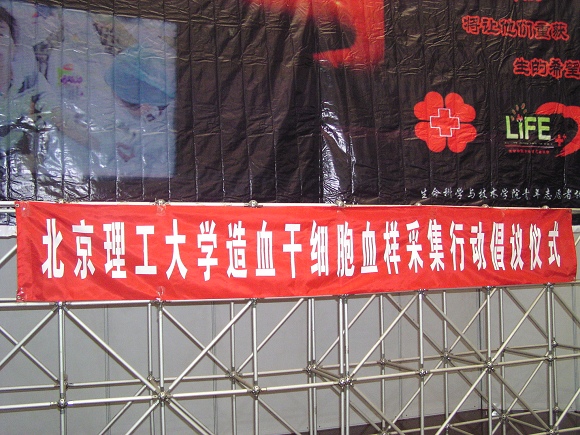 将让他们重获
生的希望
LiFE
生命科学与技术学院青年志愿者
北京理工大学造血干细胞血样采集行动倡议仪式